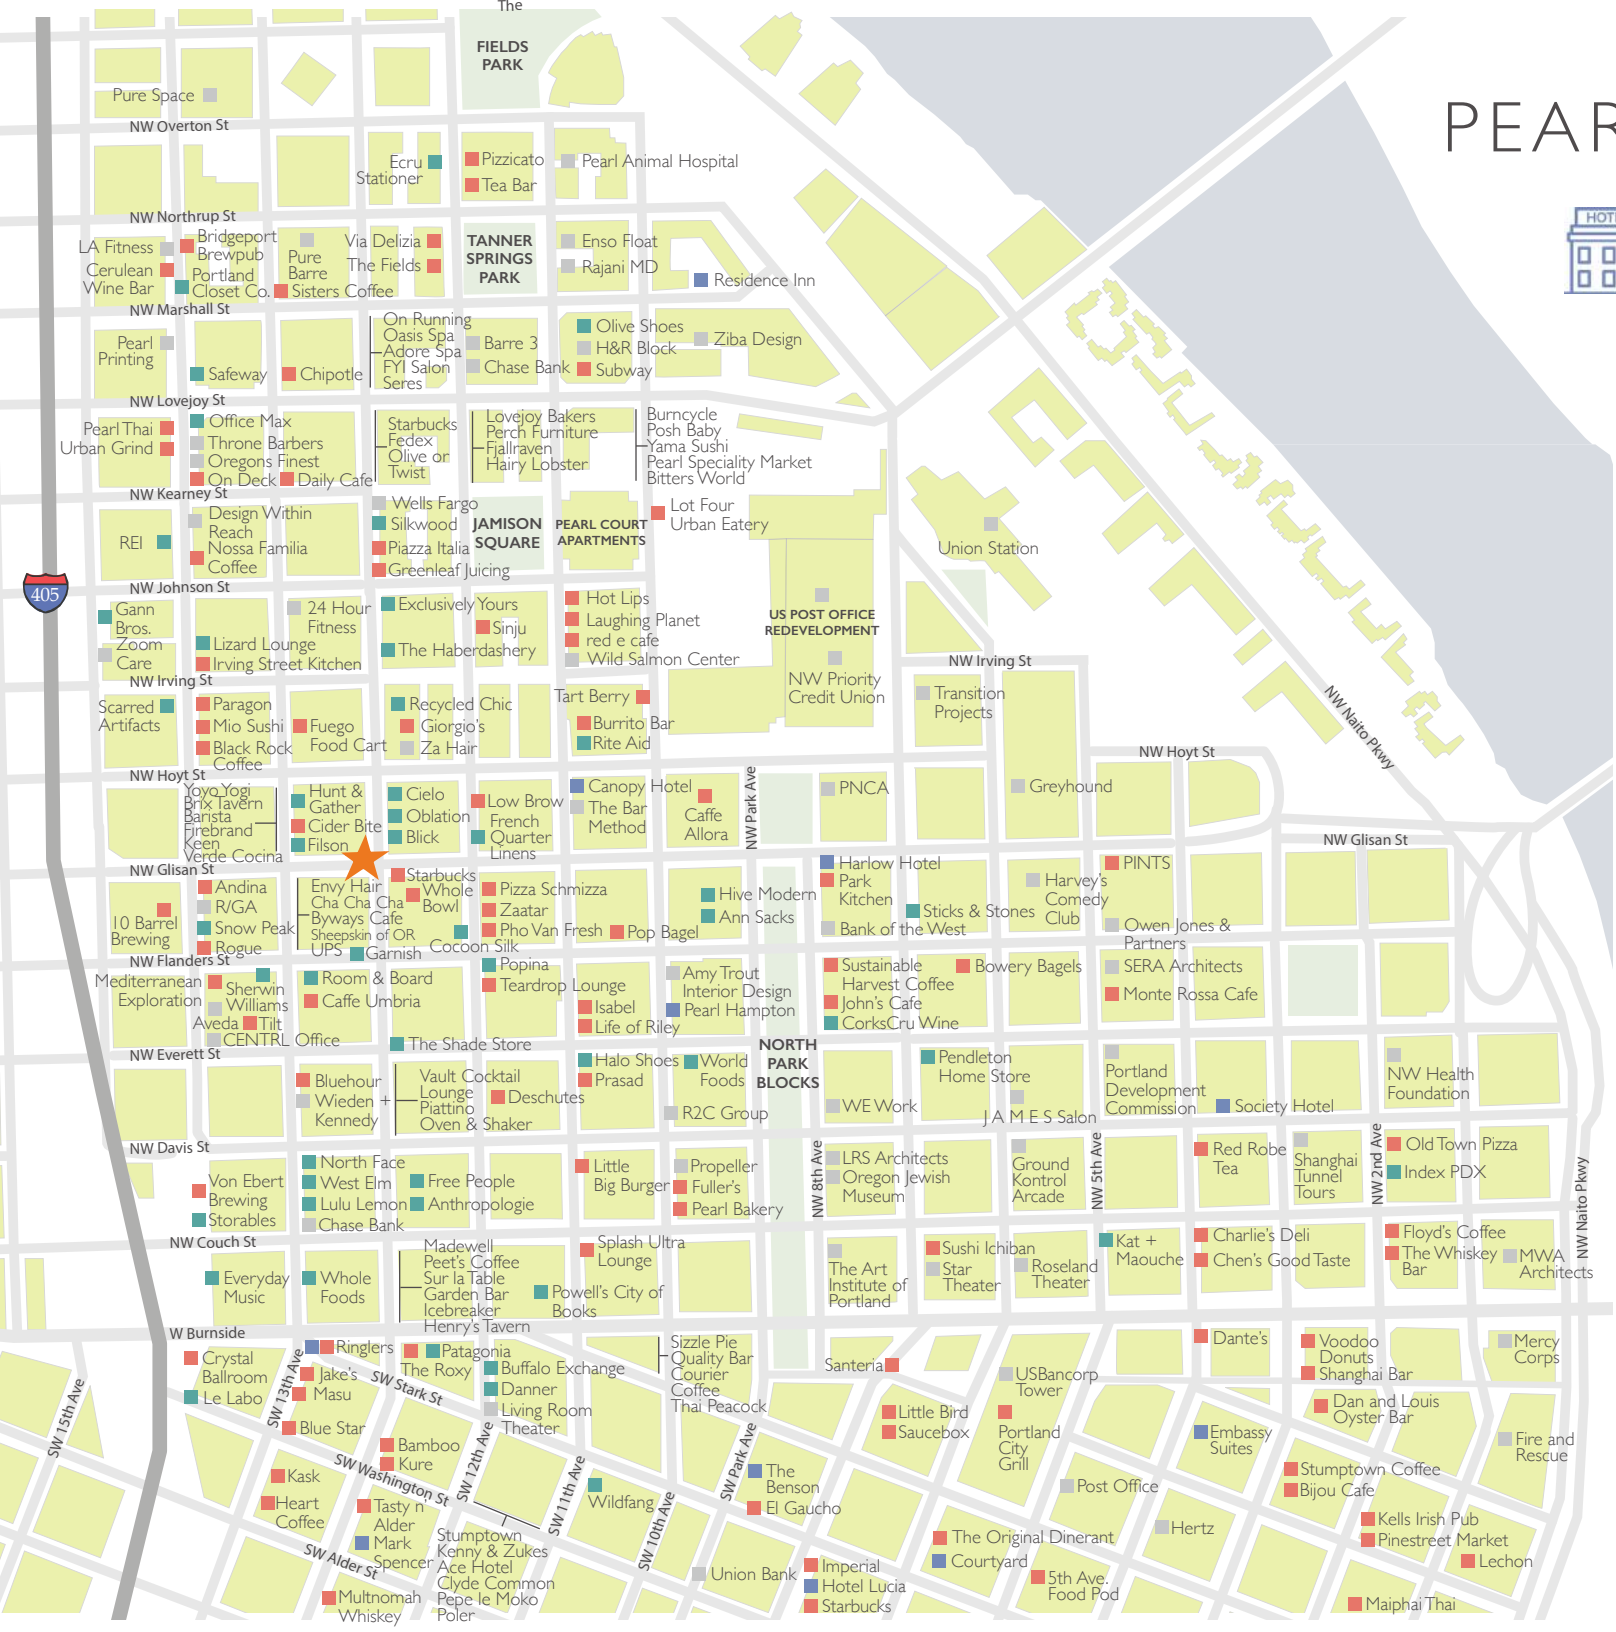 The
FIELDS
PARK
PEAR
HOT
Pure Space
NW Overton St
Ecru
Stationer
Pizzicato
Tea Bar
Pearl Animal Hospital
NW Northrup St
LA Fitness
Bridgeport
Brewpub
Cerulean
Wine Bar
Portland
Closet Co.
Pure
Barre
Sisters Coffee
Via Delizia
The Fields
TANNER
SPRINGS
PARK
Enso Float
Rajani MD
Residence Inn
NW Marshall St
Pearl
Printing
Safeway
Chipotle
On Running
Oasis Spa
Adore Spa
FYI Salon
Seres
Barre 3
Chase Bank
Olive Shoes
H&R Block
Subway
Ziba Design
NW Lovejoy St
Pearl Thai
Urban Grind
Office Max
Throne Barbers
Oregons Finest
On Deck
Daily Cafe
Starbucks
Fedex
Olive or
Twist
Lovejoy Bakers
Perch Furniture
Fjallraven
Hairy Lobster
Burncycle
Posh Baby
Yama Sushi
Pearl Speciality Market
Bitters World
NW Kearney St
REI
Design Within
Reach
Nossa Familia
Coffee
Wells Fargo
Silkwood
Piazza Italia
Greenleaf Juicing
JAMISON
SQUARE
PEARL COURT
APARTMENTS
Lot Four
Urban Eatery
Union Station
405
NW Johnson St
Gann
Bros.
Zoom
Care
Lizard Lounge
Irving Street Kitchen
24 Hour
Fitness
Exclusively Yours
Sinju
The Haberdashery
Hot Lips
Laughing Planet
red e cafe
Wild Salmon Center
US POST OFFICE
REDEVELOPMENT
NW Priority
Credit Union
NW Irving St
NW Irving St
Scarred
Artifacts
Paragon
Mio Sushi
Black Rock
Coffee
Fuego
Food Cart
Recycled Chic
Giorgio's
Za Hair
Tart Berry
Burrito Bar
Rite Aid
Transition
Projects
NW Naito Pkwy
NW Hoyt St
NW Hoyt St
Yoyo Yogi
Brix Tavern
Barista
Firebrand
Keen
Verde Cocina
Hunt &
Gather
Cider Bite
Filson
Cielo
Oblation
Blick
Low Brow
French
Quarter
Linens
Canopy Hotel
The Bar
Method
Caffe
Allora
NW Park Ave
PNCA
Greyhound
NW Glisan St
NW Glisan St
10 Barrel
Brewing
Andina
R/GA
Snow Peak
Rogue
Envy Hair
Cha Cha Cha
Byways Cafe
Sheepskin of OR
UPS
Garnish
Starbucks
Whole
Bowl
Cocoon Silk
Pizza Schmizza
Zaatar
Pho Van Fresh
Pop Bagel
Hive Modern
Ann Sacks
Harlow Hotel
Park
Kitchen
Bank of the West
Sticks & Stones
Harvey's
Comedy
Club
PINTS
Owen Jones &
Partners
NW Flanders St
Mediterranean
Exploration
Sherwin
Williams
Aveda
Tilt
CENTRL Office
Room & Board
Caffe Umbria
Popina
Teardrop Lounge
Isabel
Life of Riley
Amy Trout
Interior Design
Pearl Hampton
Sustainable
Harvest Coffee
John's Cafe
CorksCru Wine
Bowery Bagels
SERA Architects
Monte Rossa Cafe
The Shade Store
NW Everett St
Bluehour
Wieden +
Kennedy
Vault Cocktail
Lounge
Piattino
Oven & Shaker
Deschutes
Halo Shoes
Prasad
World
Foods
R2C Group
NORTH
PARK
BLOCKS
WE Work
Pendleton
Home Store
J A M E S Salon
Portland
Development
Commission
Society Hotel
NW Health
Foundation
NW Davis St
Von Ebert
Brewing
Storables
North Face
West Elm
Lulu Lemon
Chase Bank
Free People
Anthropologie
Little
Big Burger
Propeller
Fuller's
Pearl Bakery
NW 8th Ave
LRS Architects
Oregon Jewish
Museum
Ground
Kontrol
Arcade
NW 5th Ave
Red Robe
Tea
Shanghai
Tunnel
Tours
NW 2nd Ave
Old Town Pizza
Index PDX
NW Naito Pkwy
NW Couch St
Everyday
Music
Whole
Foods
Madewell
Peet's Coffee
Sur la Table
Garden Bar
Icebreaker
Henry's Tavern
Splash Ultra
Lounge
Powell's City of
Books
The Art
Institute of
Portland
Sushi Ichiban
Star
Theater
Roseland
Theater
Kat +
Maouche
Charlie's Deli
Chen's Good Taste
Floyd's Coffee
The Whiskey
Bar
MWA
Architects
W Burnside
Crystal
Ballroom
Le Labo
SW 15th Ave
SW 13th Ave
Ringlers
Jake's
Masu
Blue Star
The Roxy
Patagonia
SW Stark St
Buffalo Exchange
Danner
Living Room
Theater
Sizzle Pie
Quality Bar
Courier
Coffee
Thai Peacock
Santeria
USBancorp
Tower
Dante's
Voodoo
Donuts
Shanghai Bar
Mercy
Corps
Dan and Louis
Oyster Bar
Little Bird
Saucebox
Portland
City
Grill
Embassy
Suites
Fire and
Rescue
Bamboo
Kure
SW Washington St
SW 12th Ave
SW 11th Ave
SW 10th Ave
SW Park Ave
Kask
Heart
Coffee
Tasty n
Alder
Mark
Spencer
SW Alder St
Multnomah
Whiskey
Stumptown
Kenny & Zukes
Ace Hotel
Clyde Common
Pepe le Moko
Poler
Wildfang
The
Benson
El Gaucho
Union Bank
Imperial
Hotel Lucia
Starbucks
The Original Dinerant
Courtyard
5th Ave.
Food Pod
Post Office
Hertz
Stumptown Coffee
Bijou Cafe
Kells Irish Pub
Pinestreet Market
Lechon
Maiphai Thai